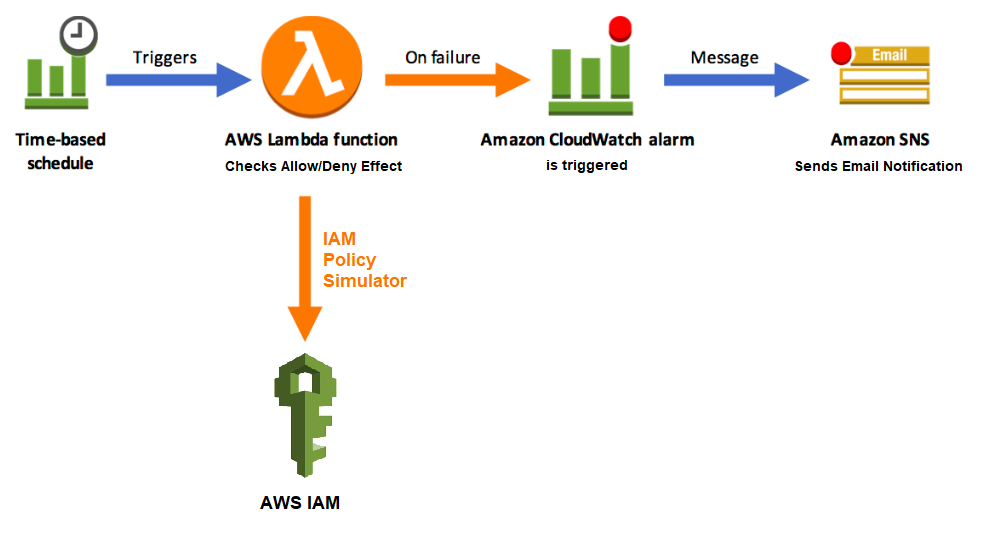 Triggers
On failure
Message
Email
Time-based
schedule
AWS Lambda function
Checks Allow/Deny Effect
Amazon CloudWatch alarm
is triggered
Amazon SNS
Sends Email Notification
IAM
Policy
Simulator
AWS IAM